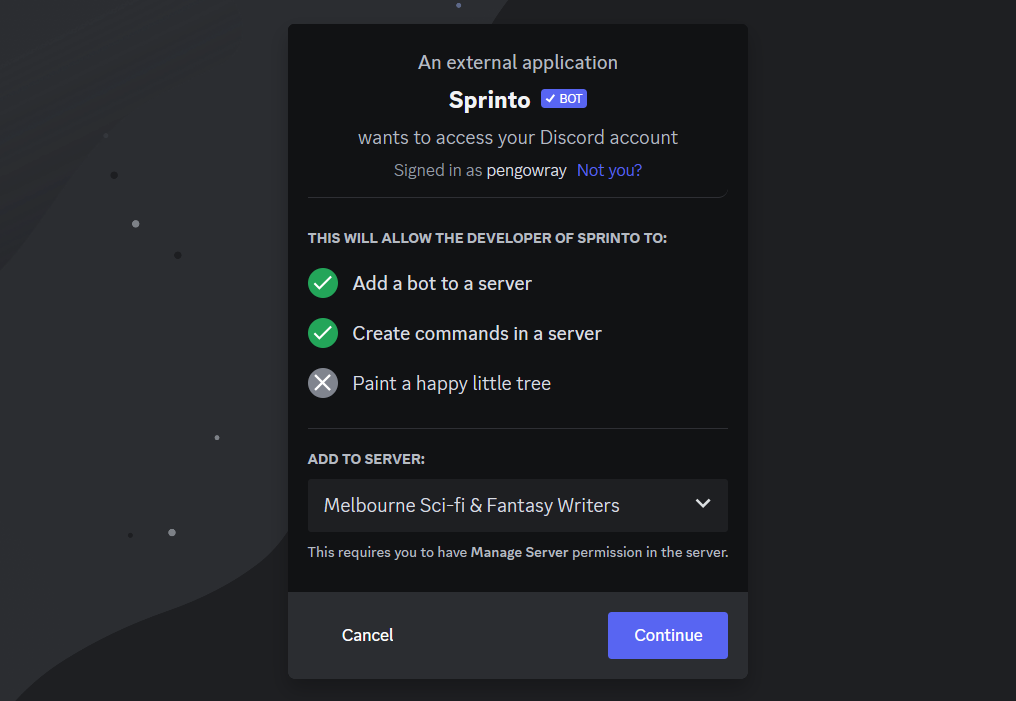 An external application
Sprinto ✓ BOT
wants to access your Discord account
Signed in as pengowray Not you?
THIS WILL ALLOW THE DEVELOPER OF SPRINTO TO:
Add a bot to a server
Create commands in a server
Paint a happy little tree
ADD TO SERVER:
Melbourne Sci-fi & Fantasy Writers
This requires you to have Manage Server permission in the server.
Cancel Continue